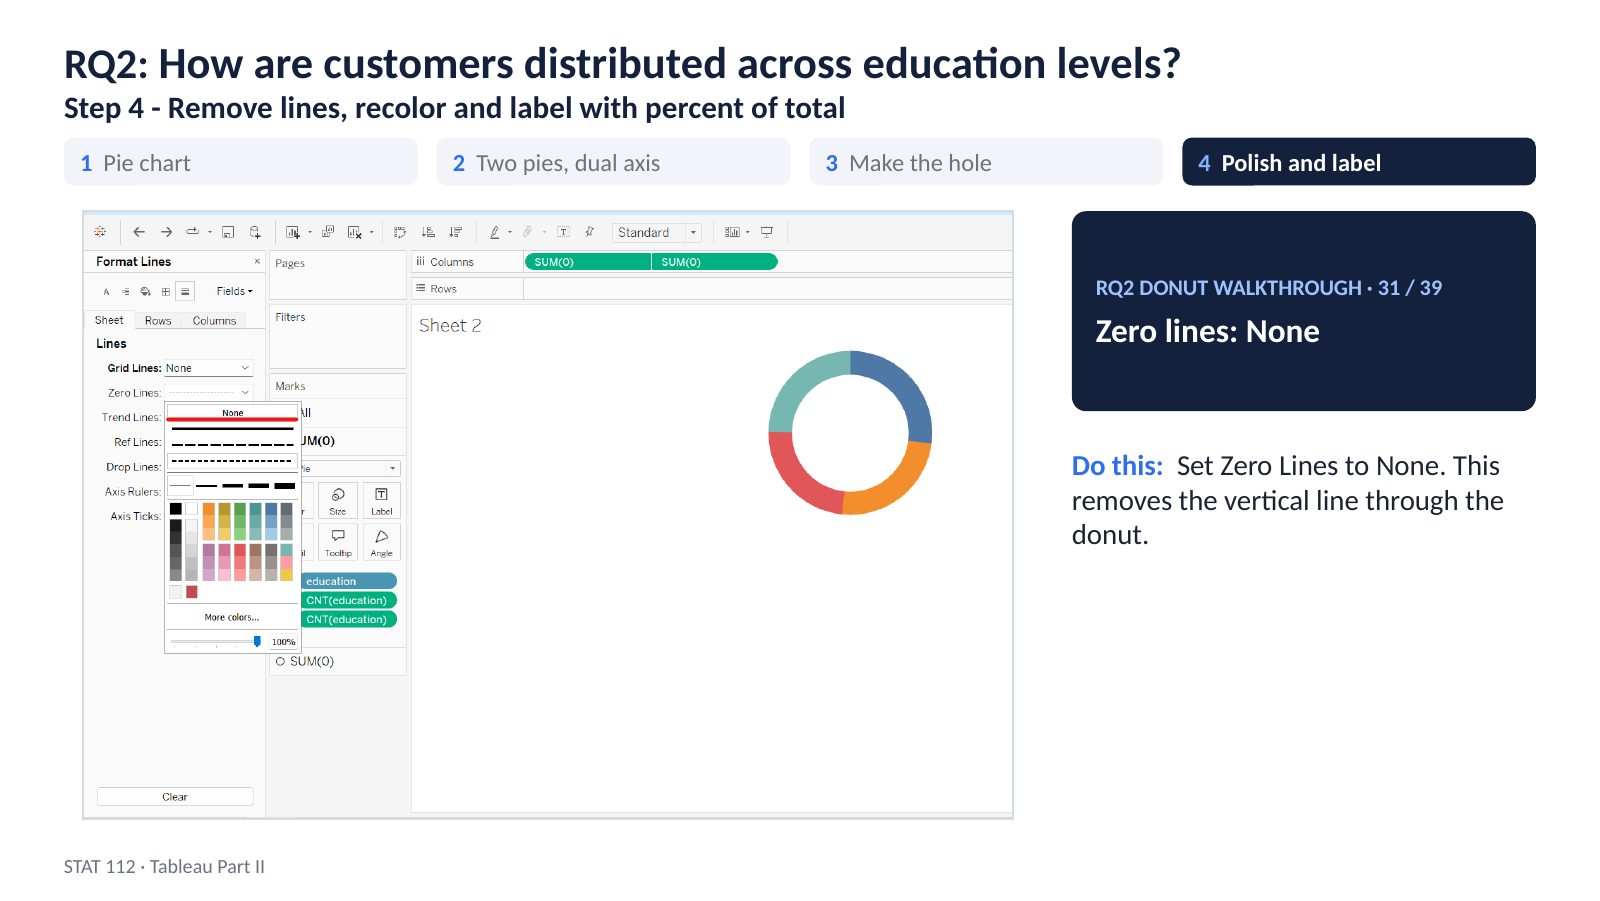 RQ2: How are customers distributed across education levels?
Step 4 - Remove lines, recolor and label with percent of total
1 Pie chart
2 Two pies, dual axis
3 Make the hole
4 Polish and label
Standard
Format Lines ×
Fields
Sheet Rows Columns
Lines
Grid Lines: None
Zero Lines:
Trend Lines:
Ref Lines:
Drop Lines:
Axis Rulers:
Axis Ticks:
None
More colors...
100%
Clear
Pages
Filters
Marks
SUM(0)
Size
Label
Tooltip
Angle
education
CNT(education)
CNT(education)
SUM(0)
Columns SUM(0) SUM(0)
Rows
Sheet 2
RQ2 DONUT WALKTHROUGH · 31 / 39
Zero lines: None
Do this: Set Zero Lines to None. This
removes the vertical line through the
donut.
STAT 112 · Tableau Part II